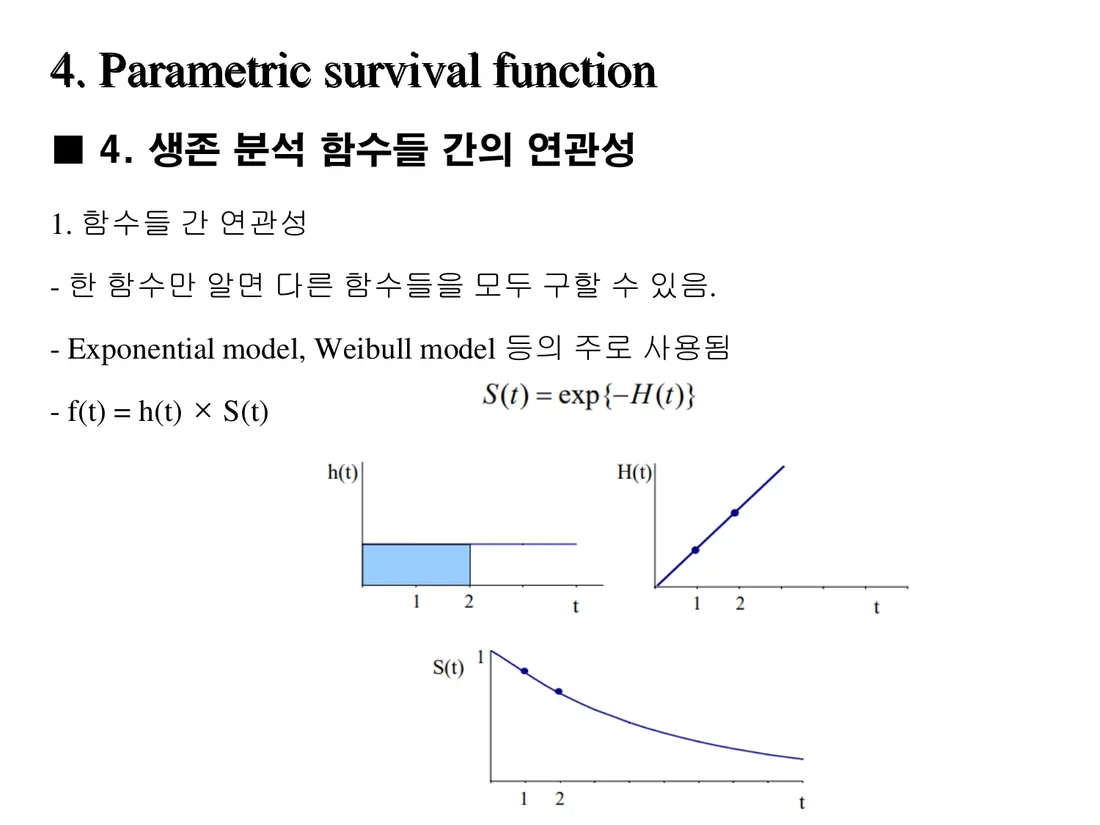 4. Parametric survival function
■ 4. 생존 분석 함수들 간의 연관성
1. 함수들 간 연관성
- 한 함수만 알면 다른 함수들을 모두 구할 수 있음.
- Exponential model, Weibull model 등의 주로 사용됨
- f(t) = h(t) × S(t)
S(t) = exp{−H(t)}
h(t)
1 2 t
H(t)
1 2 t
S(t) 1
1 2 t